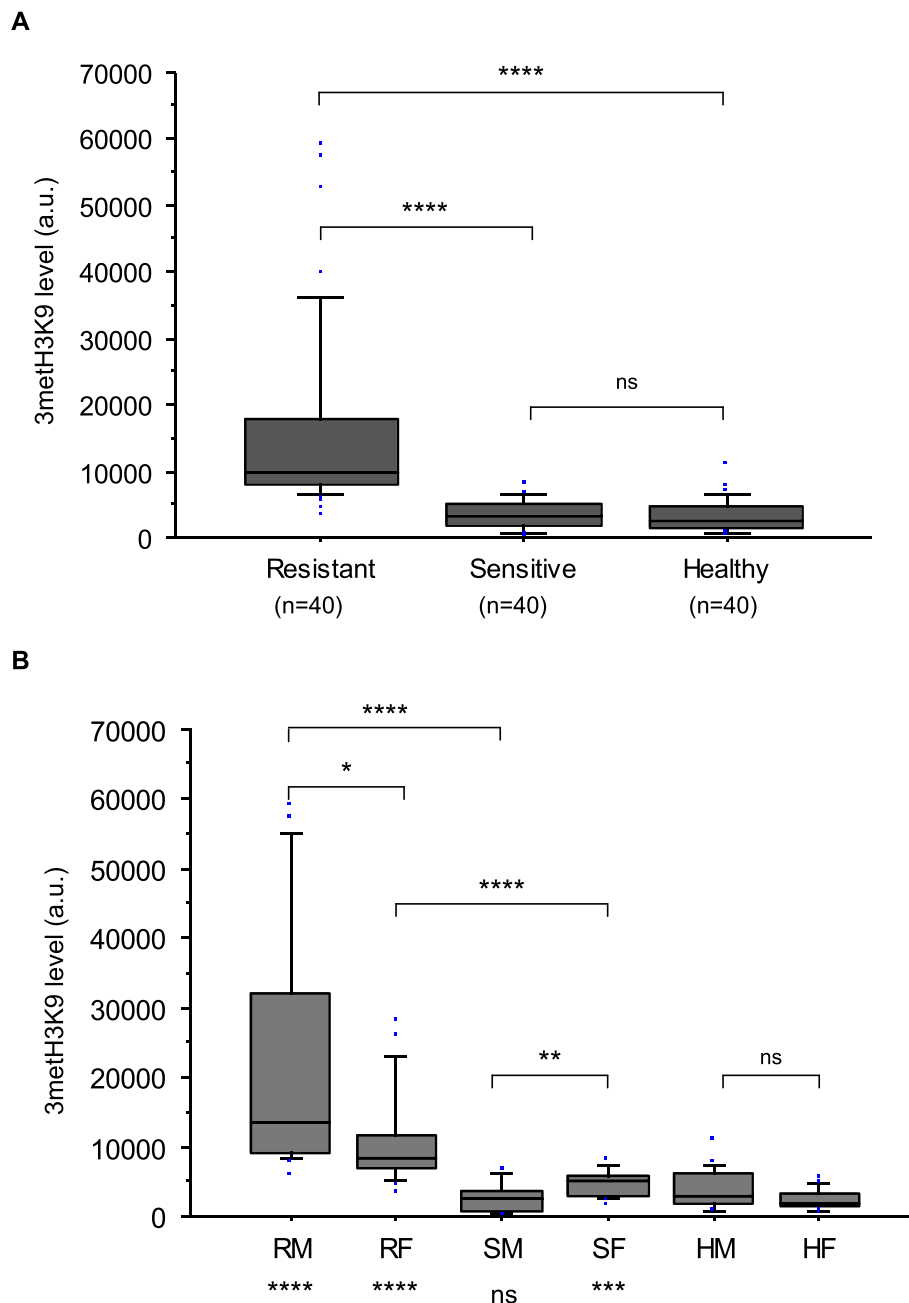 A
****
70000
60000
50000
40000
30000
20000
10000
0
3metH3K9 level (a.u.)
****
ns
Resistant Sensitive Healthy
(n=40) (n=40) (n=40)
B
****
70000
60000
50000
40000
30000
20000
10000
0
3metH3K9 level (a.u.)
*
****
**
ns
RM RF SM SF HM HF
**** **** ns ***